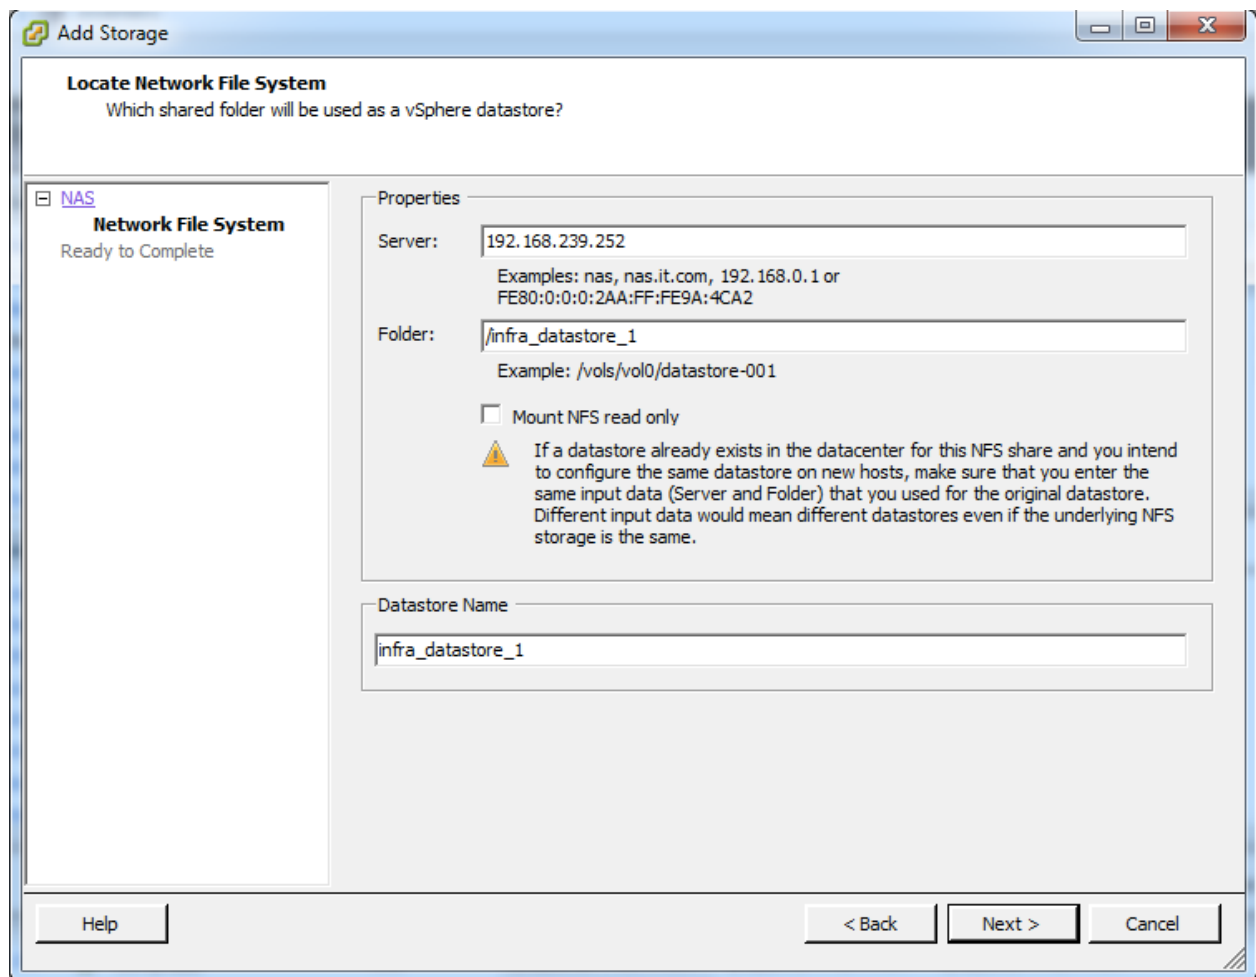 Add Storage
Locate Network File System
Which shared folder will be used as a vSphere datastore?
NAS
Network File System
Ready to Complete
Properties
Server: 192.168.239.252
Examples: nas, nas.it.com, 192.168.0.1 or
FE80:0:0:0:2AA:FF:FE9A:4CA2
Folder: /infra_datastore_1
Example: /vols/vol0/datastore-001
Mount NFS read only
If a datastore already exists in the datacenter for this NFS share and you intend
to configure the same datastore on new hosts, make sure that you enter the
same input data (Server and Folder) that you used for the original datastore.
Different input data would mean different datastores even if the underlying NFS
storage is the same.
Datastore Name
infra_datastore_1
Help
< Back
Next >
Cancel